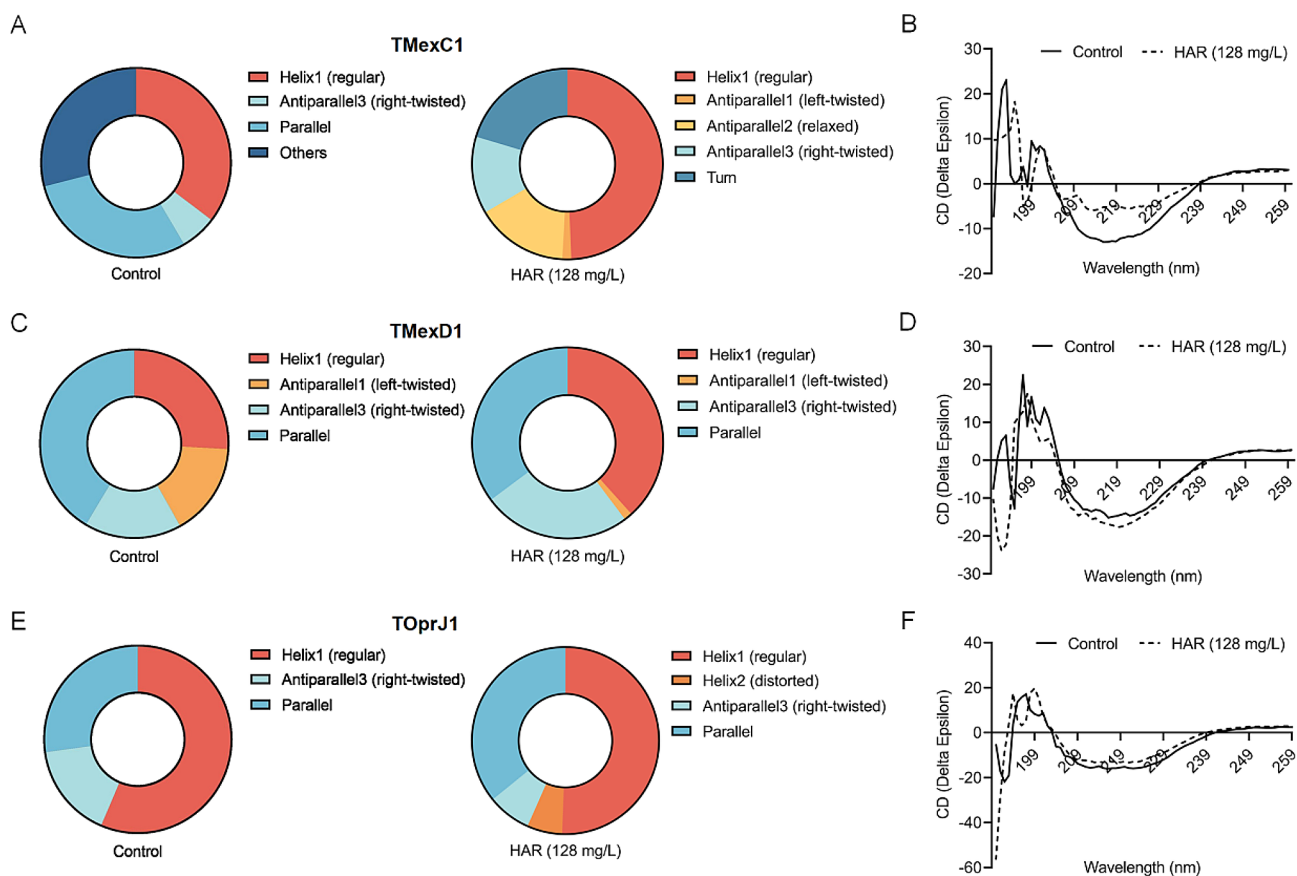 A
TMexC1
Helix1 (regular)
Antiparallel3 (right-twisted)
Parallel
Others
Control
Helix1 (regular)
Antiparallel1 (left-twisted)
Antiparallel2 (relaxed)
Antiparallel3 (right-twisted)
Turn
HAR (128 mg/L)
B
Control
HAR (128 mg/L)
CD (Delta Epsilon)
30
20
10
0
-10
-20
199
209
219
229
239
249
259
Wavelength (nm)
C
TMexD1
Helix1 (regular)
Antiparallel1 (left-twisted)
Antiparallel3 (right-twisted)
Parallel
Control
Helix1 (regular)
Antiparallel1 (left-twisted)
Antiparallel3 (right-twisted)
Parallel
HAR (128 mg/L)
D
Control
HAR (128 mg/L)
CD (Delta Epsilon)
30
20
10
0
-10
-20
-30
199
209
219
229
239
249
259
Wavelength (nm)
E
TOprJ1
Helix1 (regular)
Antiparallel3 (right-twisted)
Parallel
Control
Helix1 (regular)
Helix2 (distorted)
Antiparallel3 (right-twisted)
Parallel
HAR (128 mg/L)
F
Control
HAR (128 mg/L)
CD (Delta Epsilon)
40
20
0
-20
-40
-60
199
209
219
229
239
249
259
Wavelength (nm)